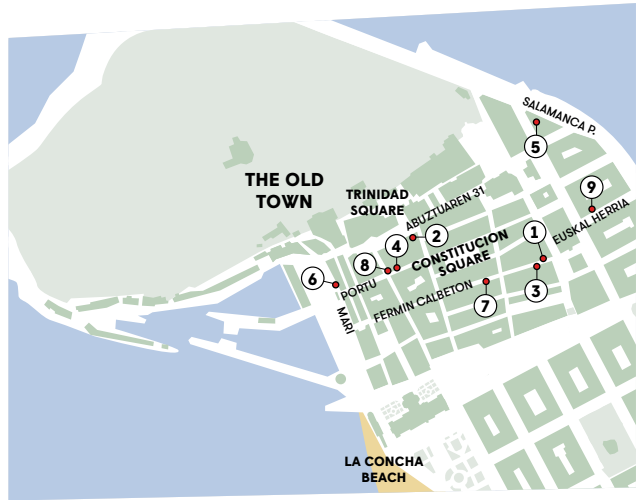 SALAMANCA P.
5
THE OLD
TOWN
TRINIDAD
SQUARE
ABUZTUAREN 31
9
EUSKAL HERRIA
1
2
4
CONSTITUCION
SQUARE
8
6
PORTU
3
FERMIN CALBETON
7
MARI
LA CONCHA
BEACH